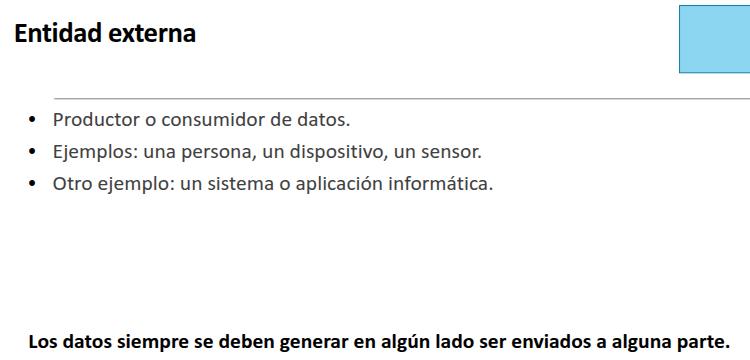 Entidad externa
• Productor o consumidor de datos.
• Ejemplos: una persona, un dispositivo, un sensor.
• Otro ejemplo: un sistema o aplicación informática.
Los datos siempre se deben generar en algún lado ser enviados a alguna parte.